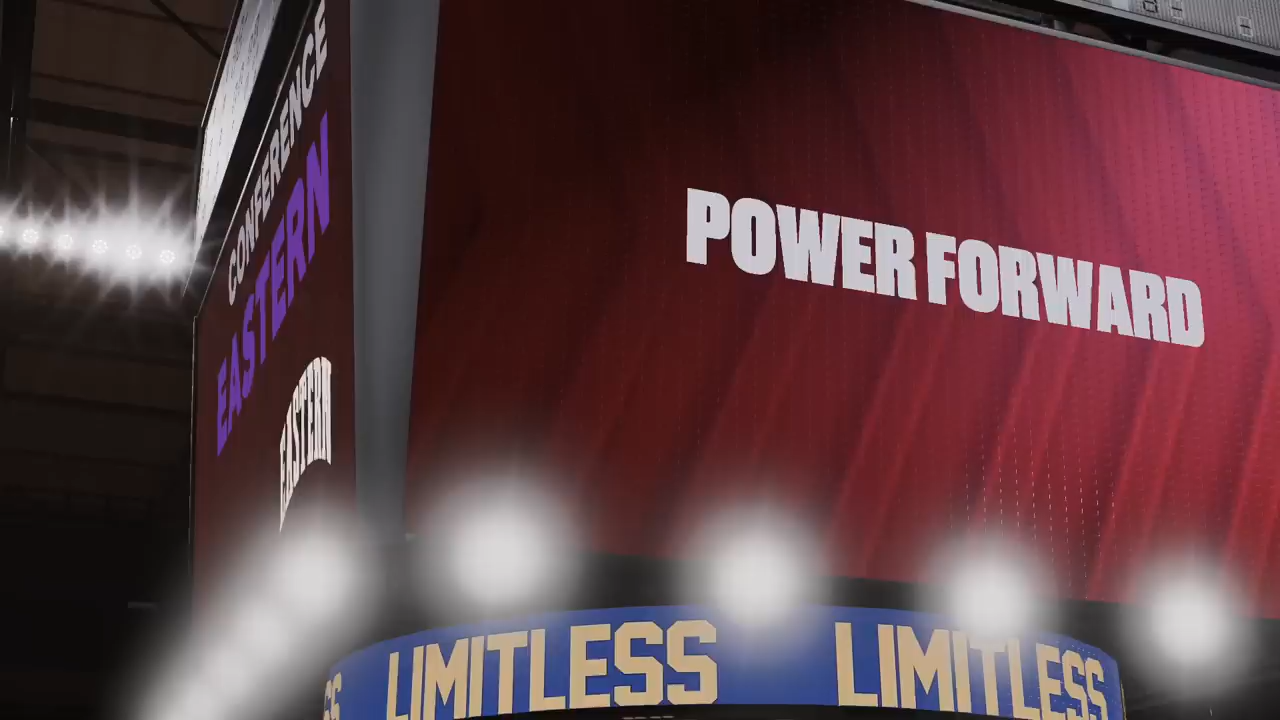 CONFERENCE
EASTERN
EASTERN
POWER FORWARD
LIMITLESS LIMITLESS